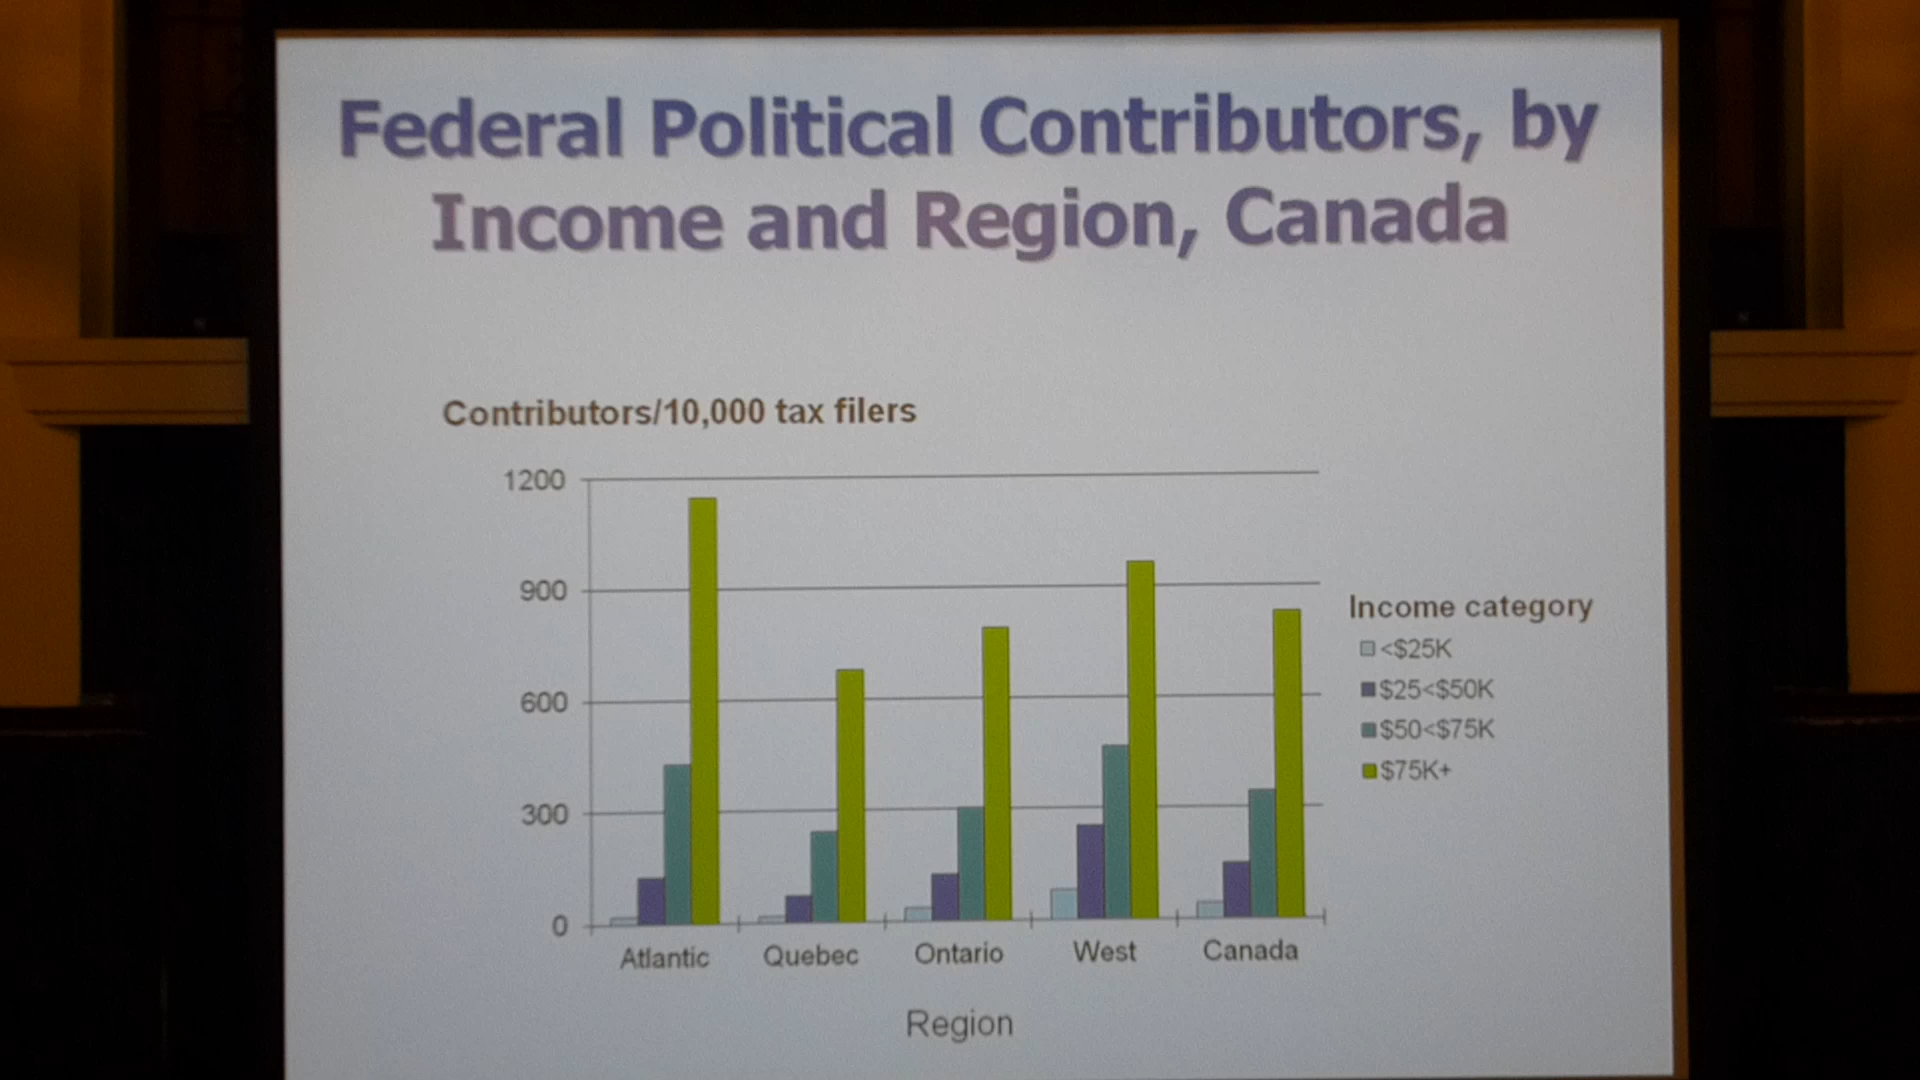 Federal Political Contributors, by
Income and Region, Canada
Contributors/10,000 tax filers
1200
900
600
300
0
Atlantic Quebec Ontario West Canada
Region
Income category
<$25K
$25<$50K
$50<$75K
$75K+